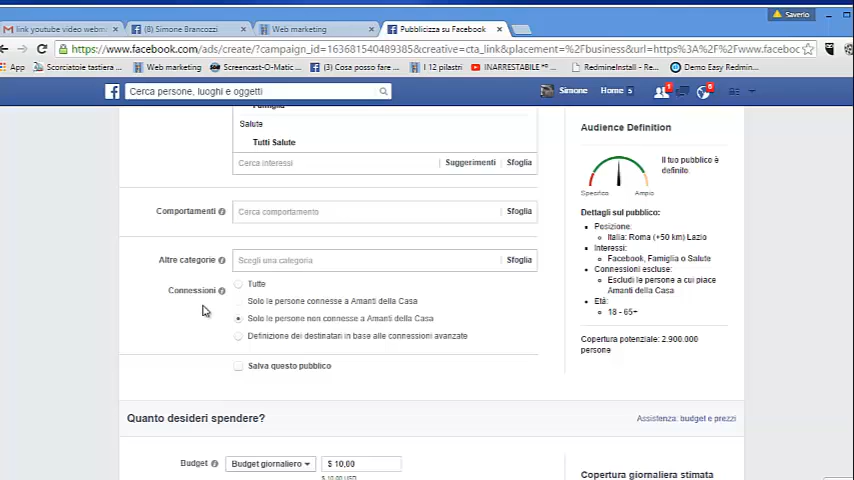 Saverio
link youtube video webm
(8) Simone Brancozzi
Web marketing
Pubblicizza su Facebook
https://www.facebook.com/ads/create/?campaign_id=163681540489385&creative=cta_link&placement=%2Fbusiness&url=https%3A%2F%2Fwww.faceboc
App
Scorciatoie tastiera ...
Web marketing
Screencast-O-Matic ...
(3) Cosa posso fare ...
I 12 pilastri
INARRESTABILE ...
RedmineInstall - Re...
Demo Easy Redmin...
Cerca persone, luoghi e oggetti
Simone
Home 5
1
6
Famiglia
Salute
Tutti Salute
Cerca interessi
Suggerimenti
Sfoglia
Comportamenti
Cerca comportamento
Sfoglia
Altre categorie
Scegli una categoria
Sfoglia
Connessioni
Tutte
Solo le persone connesse a Amanti della Casa
Solo le persone non connesse a Amanti della Casa
Definizione dei destinatari in base alle connessioni avanzate
Salva questo pubblico
Audience Definition
Il tuo pubblico è
definito.
Specifico
Ampio
Dettagli sul pubblico:
Posizione:
Italia: Roma (+50 km) Lazio
Interessi:
Facebook, Famiglia o Salute
Connessioni escluse:
Escludi le persone a cui piace
Amanti della Casa
Età:
18 - 65+
Copertura potenziale: 2.900.000
persone
Quanto desideri spendere?
Assistenza: budget e prezzi
Budget
Budget giornaliero
$ 10,00
$ 10,00 USD
Copertura giornaliera stimata